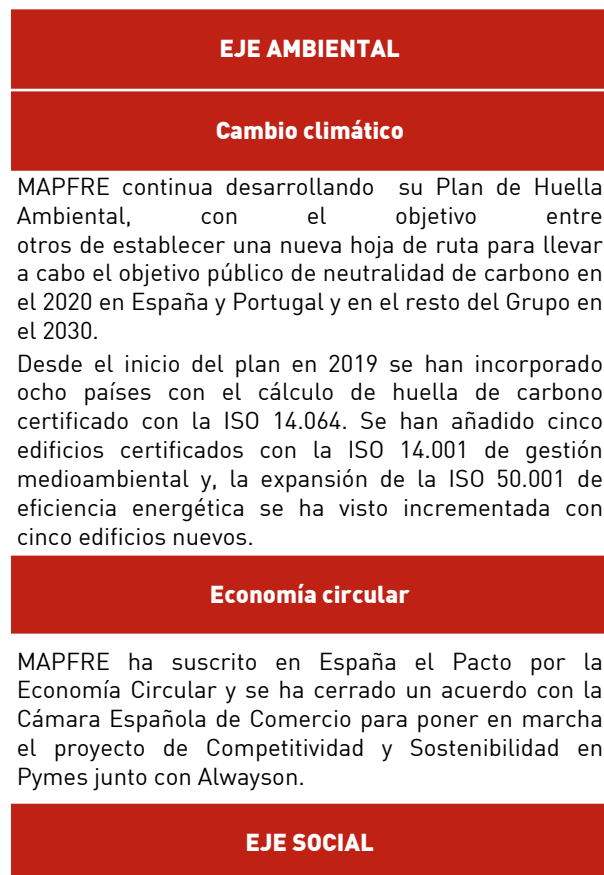 EJE AMBIENTAL
Cambio climático
MAPFRE continua desarrollando su Plan de Huella
Ambiental, con el objetivo entre
otros de establecer una nueva hoja de ruta para llevar
a cabo el objetivo público de neutralidad de carbono en
el 2020 en España y Portugal y en el resto del Grupo en
el 2030.
Desde el inicio del plan en 2019 se han incorporado
ocho países con el cálculo de huella de carbono
certificado con la ISO 14.064. Se han añadido cinco
edificios certificados con la ISO 14.001 de gestión
medioambiental y, la expansión de la ISO 50.001 de
eficiencia energética se ha visto incrementada con
cinco edificios nuevos.
Economía circular
MAPFRE ha suscrito en España el Pacto por la
Economía Circular y se ha cerrado un acuerdo con la
Cámara Española de Comercio para poner en marcha
el proyecto de Competitividad y Sostenibilidad en
Pymes junto con Alwayson.
EJE SOCIAL